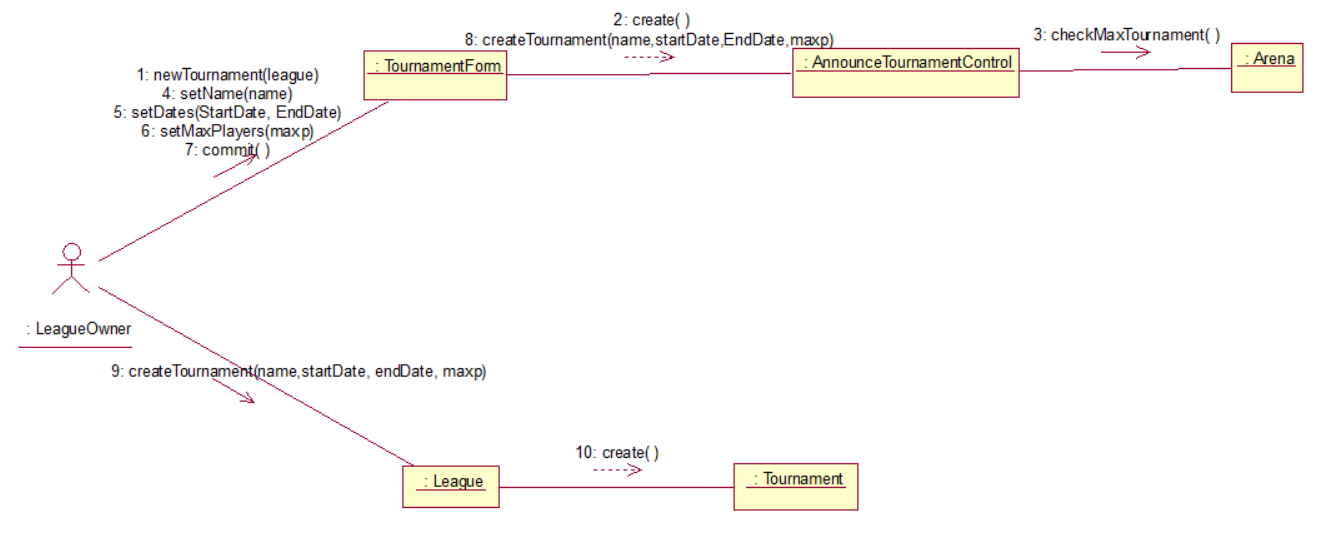 2: create( )
8: createTournament(name,startDate,EndDate,maxp)
3: checkMaxTournament( )
: TournamentForm
: AnnounceTournamentControl
: Arena
1: newTournament(league)
4: setName(name)
5: setDates(StartDate, EndDate)
6: setMaxPlayers(maxp)
7: commit( )
: LeagueOwner
9: createTournament(name,startDate, endDate, maxp)
10: create( )
: League
: Tournament